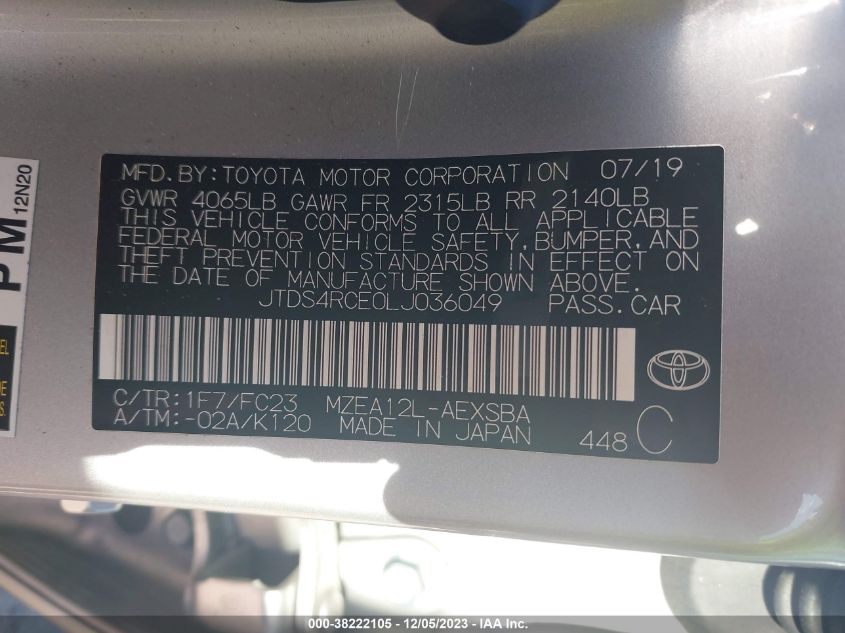 MFD. BY: TOYOTA MOTOR CORPORATION 07/19
GVWR 4065LB GAWR FR 2315LB RR 2140LB
THIS VEHICLE CONFORMS TO ALL APPLICABLE
FEDERAL MOTOR VEHICLE SAFETY, BUMPER, AND
THEFT PREVENTION STANDARDS IN EFFECT ON
THE DATE OF MANUFACTURE SHOWN ABOVE.
JTDS4RCE0LJ036049 PASS.CAR
C/TR: 1F7/FC23 MZEA12L-AEXSBA
A/TM: -02A/K120 MADE IN JAPAN 448 C
PM
12N20
000-38222105 - 12/05/2023 - IAA Inc.